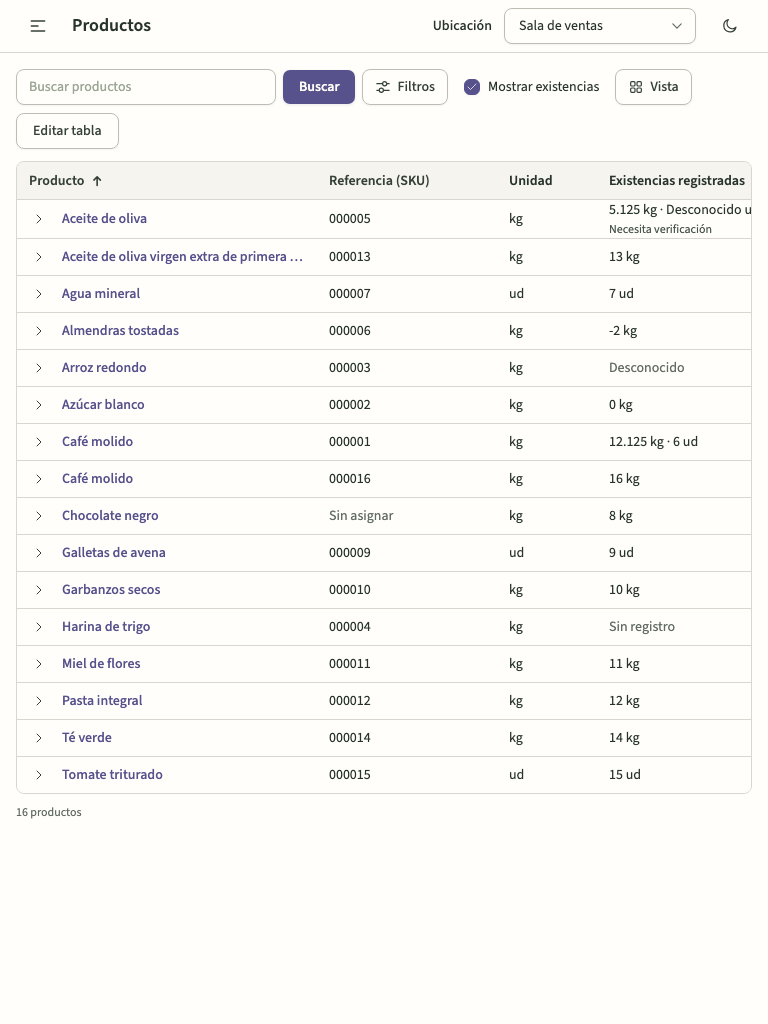 Productos
Ubicación
Sala de ventas
Buscar productos
Buscar
Filtros
Mostrar existencias
Vista
Editar tabla
Producto Referencia (SKU) Unidad Existencias registradas
Aceite de oliva 000005 kg 5.125 kg · Desconocido u
Necesita verificación
Aceite de oliva virgen extra de primera ... 000013 kg 13 kg
Agua mineral 000007 ud 7 ud
Almendras tostadas 000006 kg -2 kg
Arroz redondo 000003 kg Desconocido
Azúcar blanco 000002 kg 0 kg
Café molido 000001 kg 12.125 kg · 6 ud
Café molido 000016 kg 16 kg
Chocolate negro Sin asignar kg 8 kg
Galletas de avena 000009 ud 9 ud
Garbanzos secos 000010 kg 10 kg
Harina de trigo 000004 kg Sin registro
Miel de flores 000011 kg 11 kg
Pasta integral 000012 kg 12 kg
Té verde 000014 kg 14 kg
Tomate triturado 000015 ud 15 ud
16 productos